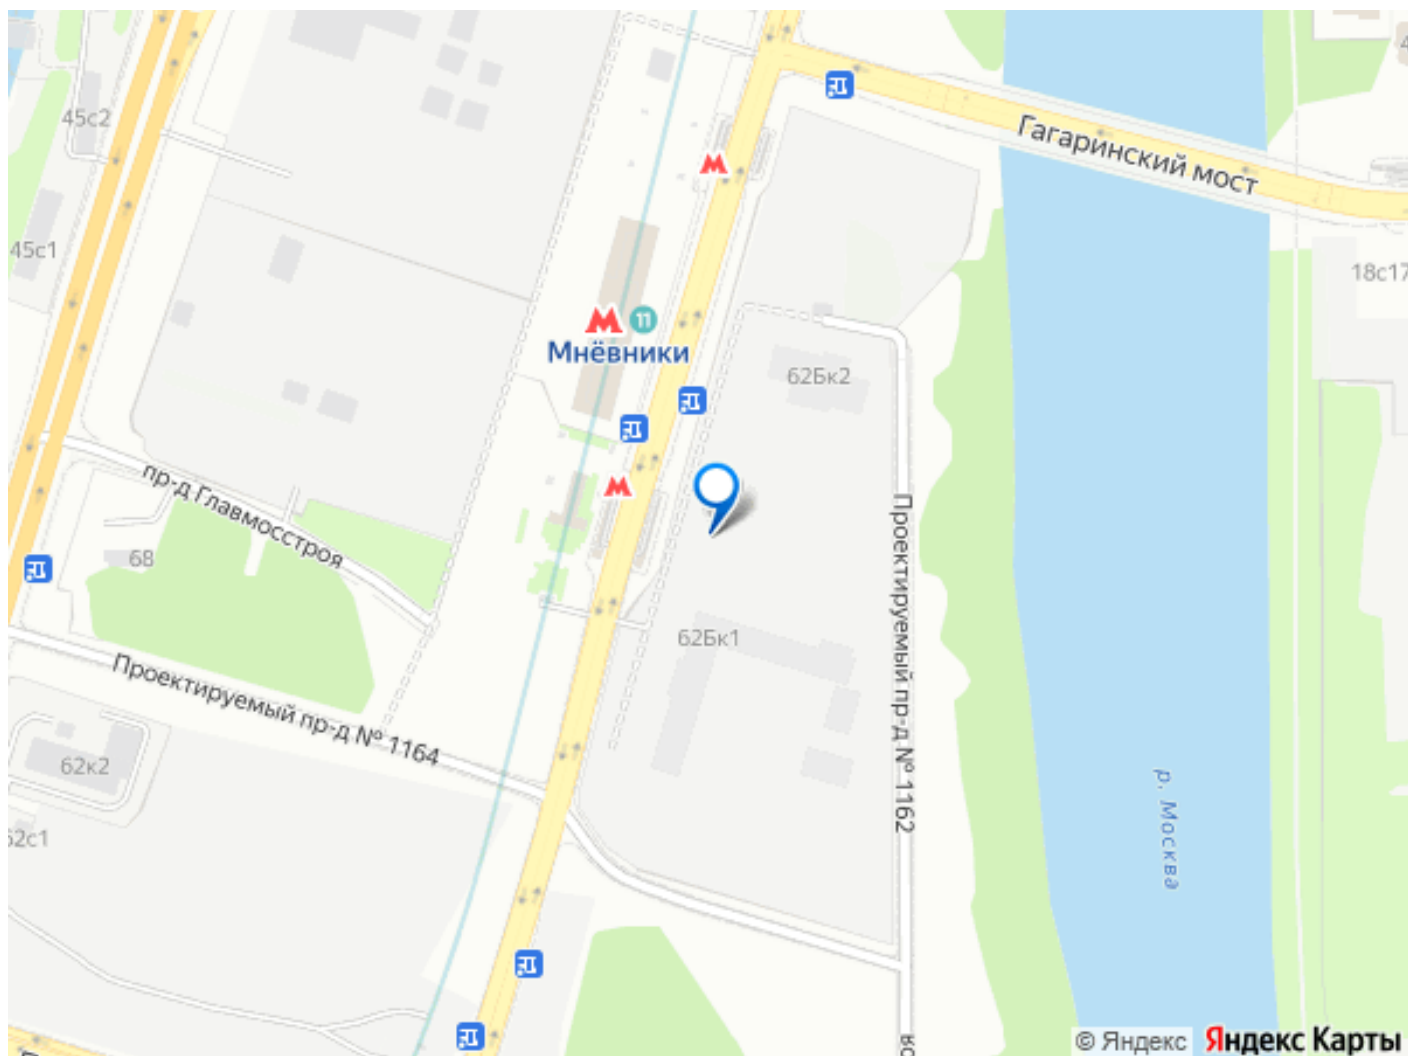 45с2
Гагаринский мост
45с1
18с17
11
Мнёвники
62Бк2
пр-д Главмосстроя
68
Проектируемый пр-д № 1162
62Бк1
Проектируемый пр-д № 1164
62к2
62с1
р. Москва
© Яндекс Яндекс Карты